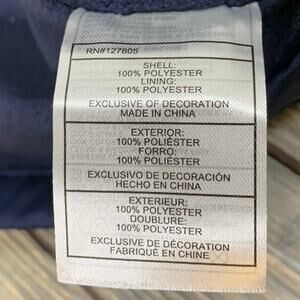 RN#127805
SHELL:
100% POLYESTER
LINING:
100% POLYESTER
EXCLUSIVE OF DECORATION
MADE IN CHINA
EXTERIOR:
100% POLIÉSTER
FORRO:
100% POLIÉSTER
EXCLUSIVO DE DECORACIÓN
HECHO EN CHINA
EXTERIEUR:
100% POLYESTER
DOUBLURE:
100% POLYESTER
EXCLUSIVE DE DÉCORATION
FABRIQUÉ EN CHINE